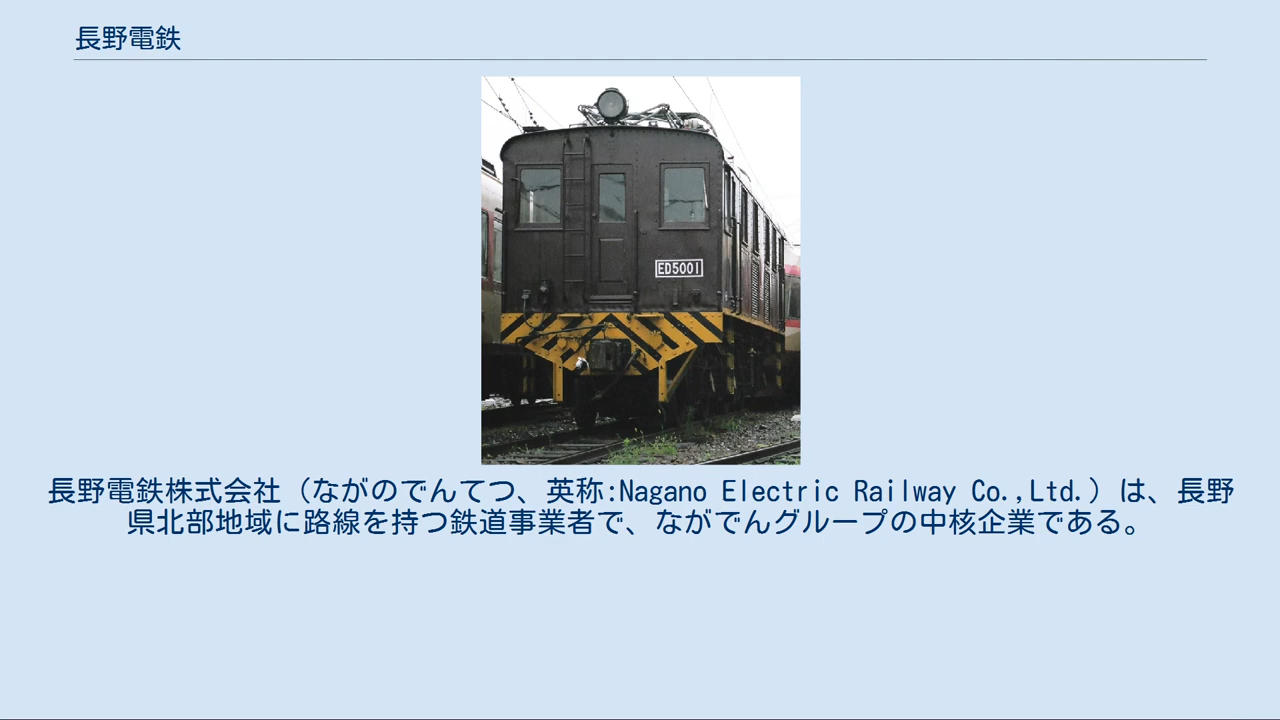 長野電鉄
ED5001
長野電鉄株式会社（ながのでんてつ、英称:Nagano Electric Railway Co.,Ltd.）は、長野
県北部地域に路線を持つ鉄道事業者で、ながでんグループの中核企業である。